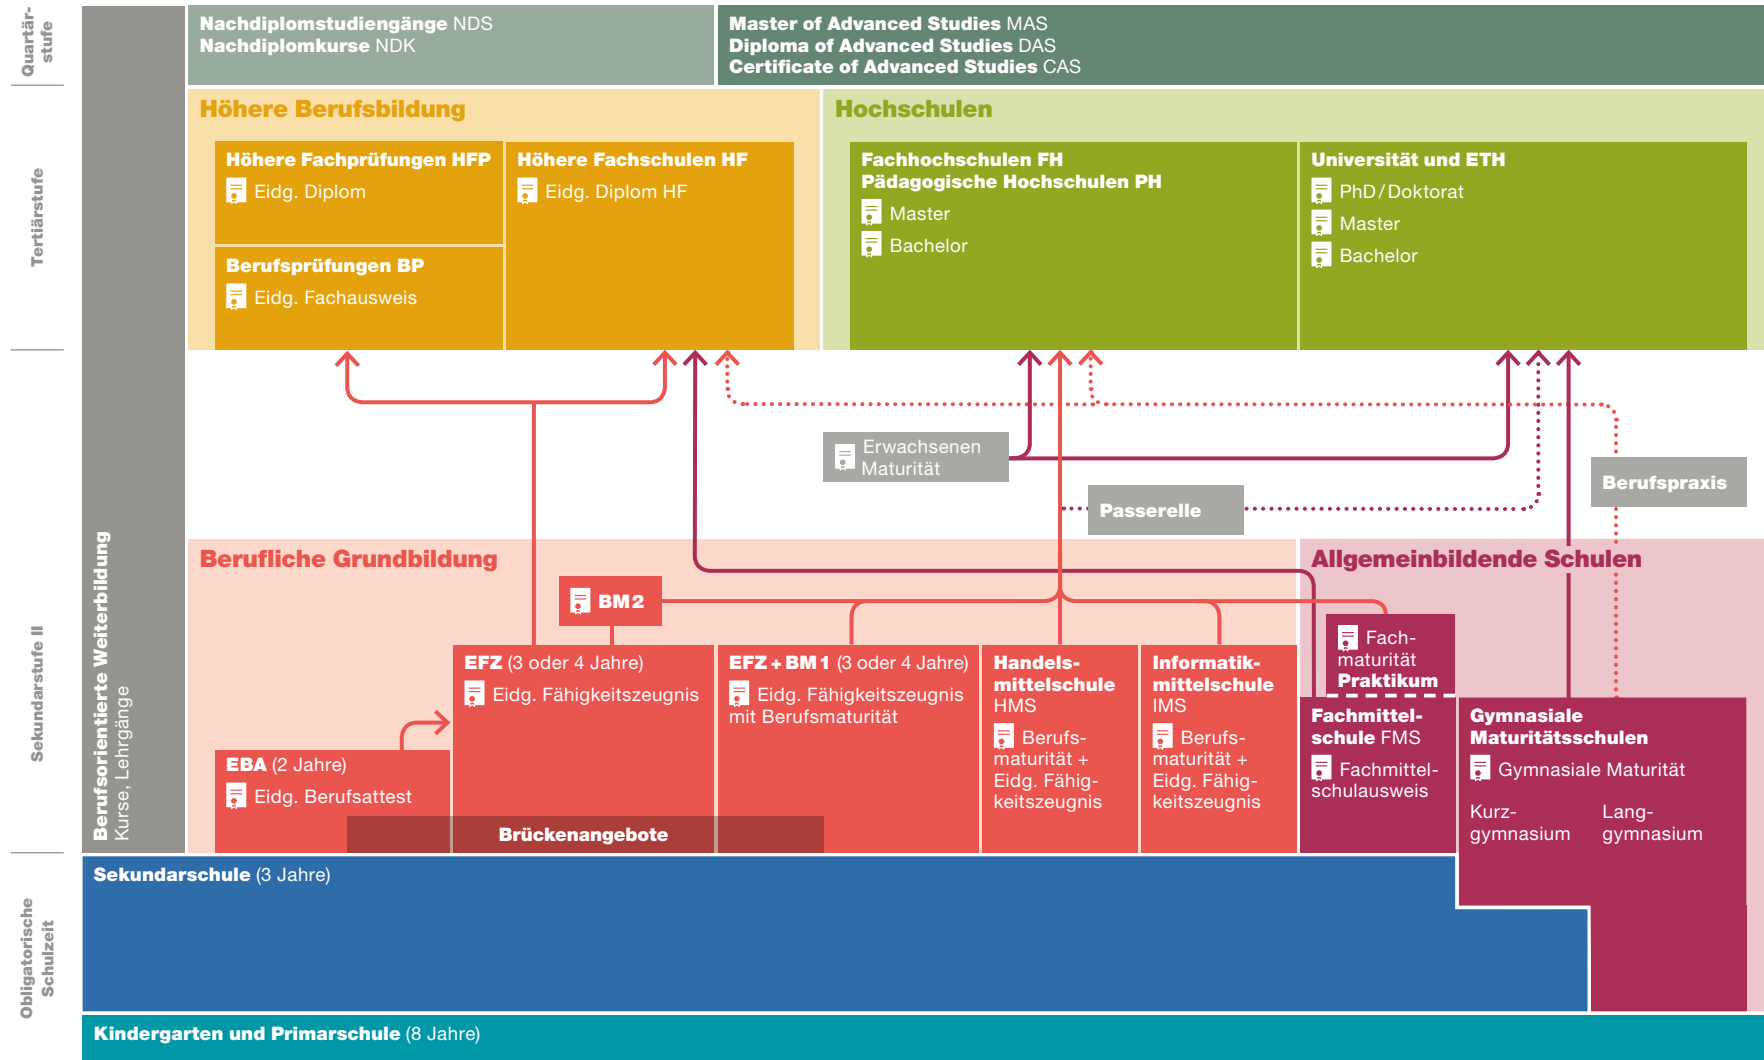 Quartär-
stufe
Nachdiplomstudiengänge NDS
Nachdiplomkurse NDK
Master of Advanced Studies MAS
Diploma of Advanced Studies DAS
Certificate of Advanced Studies CAS
Tertiärstufe
Höhere Berufsbildung
Höhere Fachprüfungen HFP
Eidg. Diplom
Berufsprüfungen BP
Eidg. Fachausweis
Höhere Fachschulen HF
Eidg. Diplom HF
Hochschulen
Fachhochschulen FH
Pädagogische Hochschulen PH
Master
Bachelor
Universität und ETH
PhD/Doktorat
Master
Bachelor
Erwachsenen
Maturität
Passerelle
Berufspraxis
Sekundarstufe II
Berufsorientierte Weiterbildung
Kurse, Lehrgänge
Berufliche Grundbildung
BM2
EBA (2 Jahre)
Eidg. Berufsattest
EFZ (3 oder 4 Jahre)
Eidg. Fähigkeitszeugnis
EFZ + BM1 (3 oder 4 Jahre)
Eidg. Fähigkeitszeugnis
mit Berufsmaturität
Handels-
mittelschule
HMS
Berufs-
maturität +
Eidg. Fähig-
keitszeugnis
Informatik-
mittelschule
IMS
Berufs-
maturität +
Eidg. Fähig-
keitszeugnis
Brückenangebote
Allgemeinbildende Schulen
Fach-
maturität
Praktikum
Fachmittel-
schule FMS
Fachmittel-
schulausweis
Gymnasiale
Maturitätsschulen
Gymnasiale Maturität
Kurz-
gymnasium
Lang-
gymnasium
Obligatorische
Schulzeit
Sekundarschule (3 Jahre)
Kindergarten und Primarschule (8 Jahre)